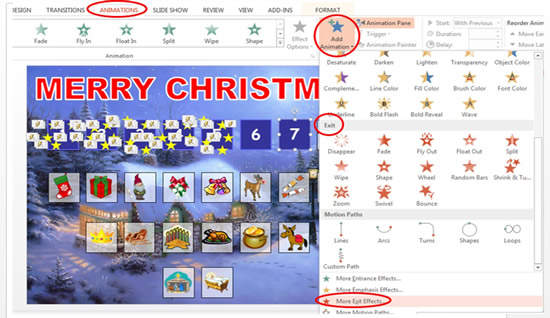 DESIGN TRANSITIONS ANIMATIONS SLIDE SHOW REVIEW VIEW ADD-INS FORMAT
Fade Fly In Float In Split Wipe Shape
Effect Options
Add Animation
Animation Pane
Trigger
Animation Painter
Start: With Previous
Duration:
Delay:
Reorder Animation
Move Ear
Move Late
Animation
MERRY CHRISTM
6 7
Desaturate Darken Lighten Transparency Object Color
Compleme... Line Color Fill Color Brush Color Font Color
Underline Bold Flash Bold Reveal Wave
Exit
Disappear Fade Fly Out Float Out Split
Wipe Shape Wheel Random Bars Shrink & Tu...
Zoom Swivel Bounce
Motion Paths
Lines Arcs Turns Shapes Loops
Custom Path
More Entrance Effects...
More Emphasis Effects...
More Exit Effects...
More Motion Paths...